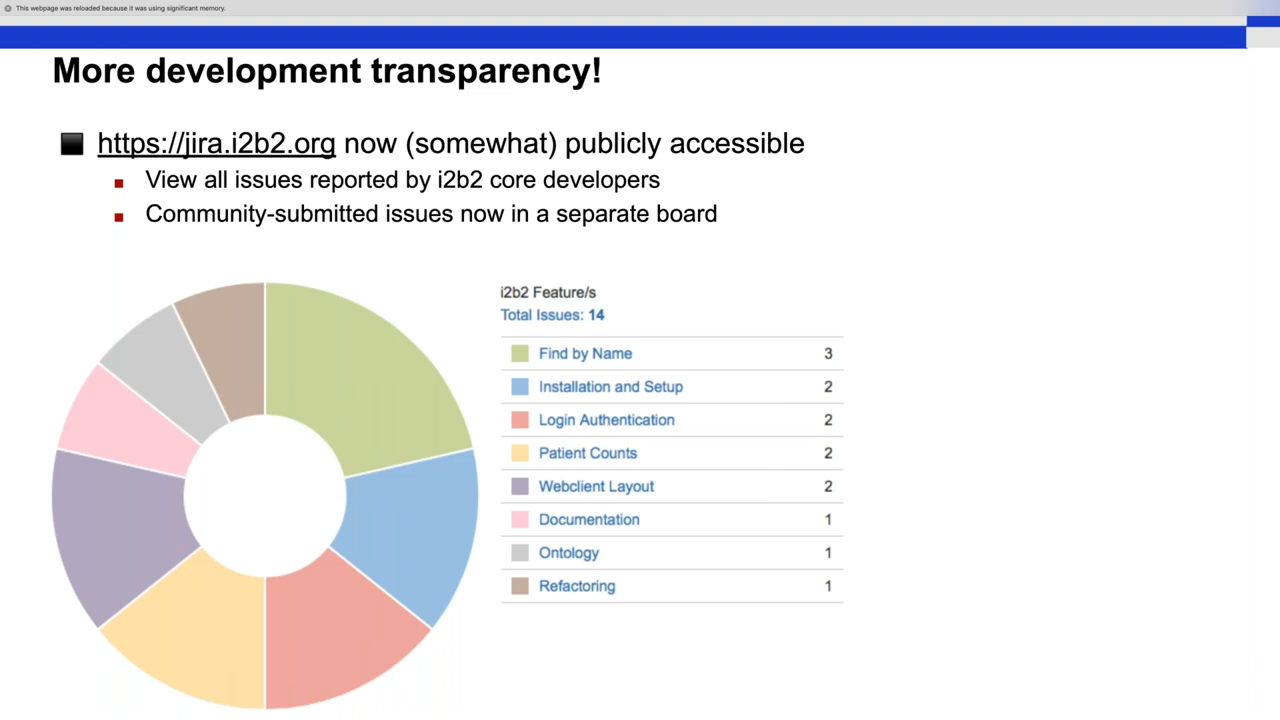 This webpage was reloaded because it was using significant memory.
More development transparency!
https://jira.i2b2.org now (somewhat) publicly accessible
View all issues reported by i2b2 core developers
Community-submitted issues now in a separate board
i2b2 Feature/s
Total Issues: 14
Find by Name 3
Installation and Setup 2
Login Authentication 2
Patient Counts 2
Webclient Layout 2
Documentation 1
Ontology 1
Refactoring 1